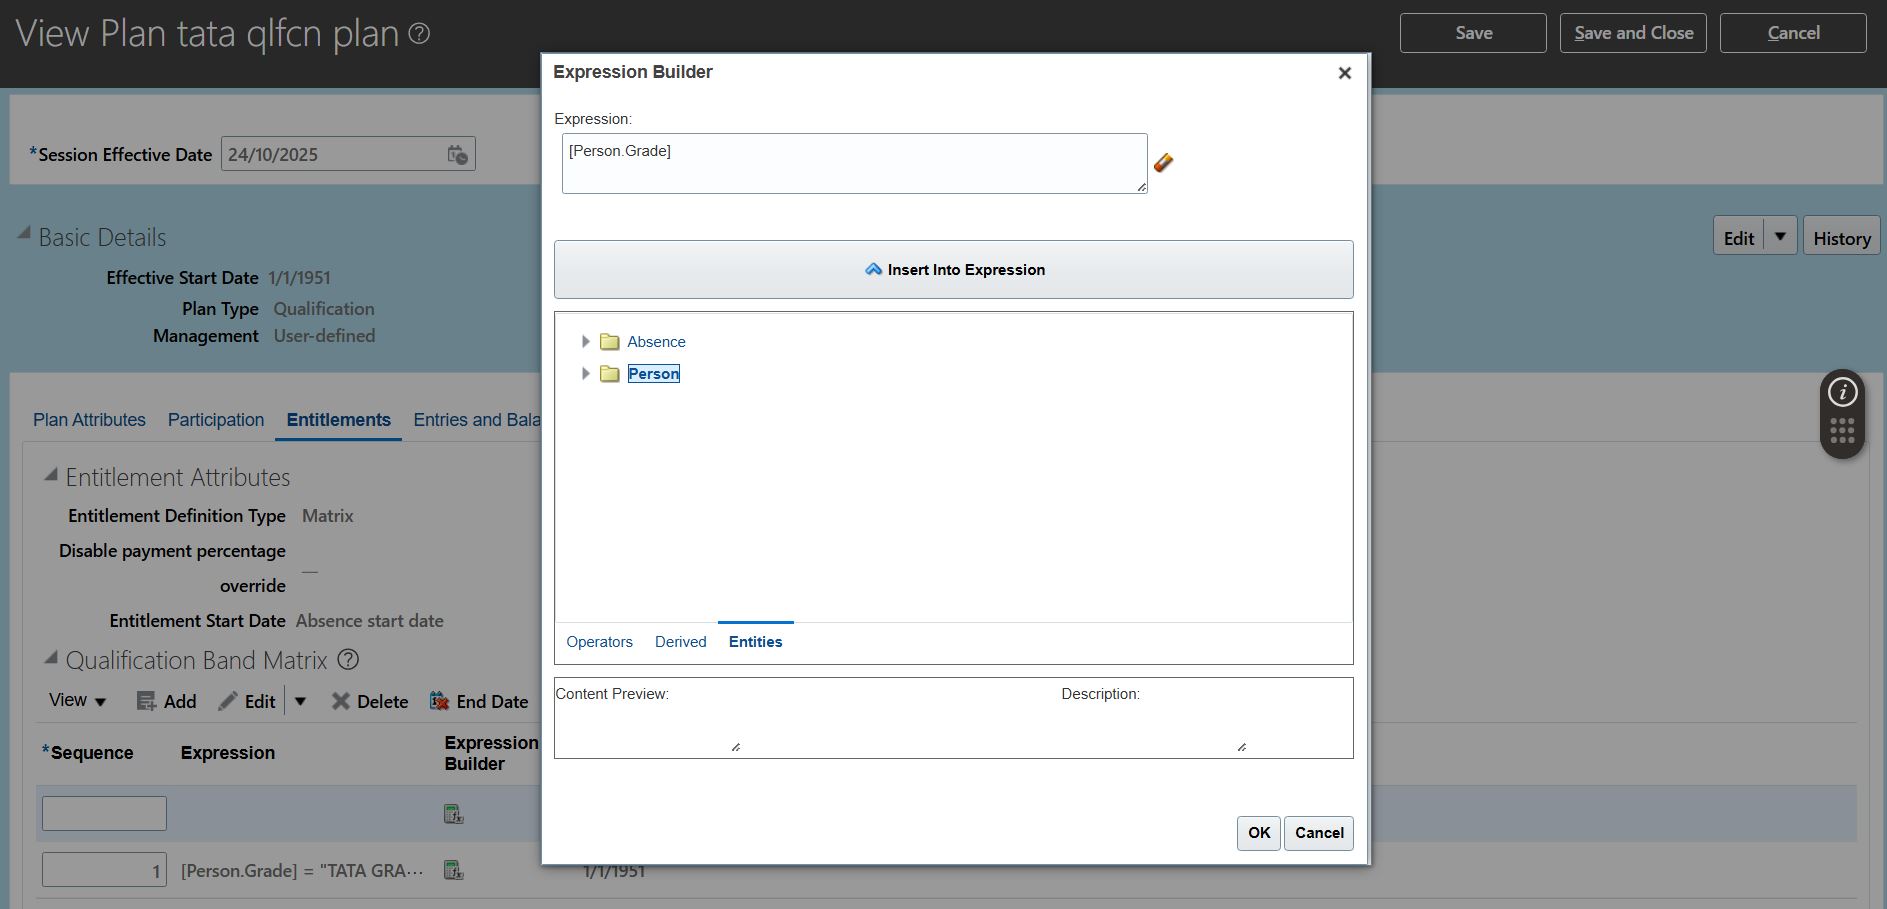 View Plan tata qlfcn plan
Save
Save and Close
Cancel
*Session Effective Date 24/10/2025
Basic Details
Edit
History
Effective Start Date 1/1/1951
Plan Type Qualification
Management User-defined
Plan Attributes Participation Entitlements Entries and Bala
Entitlement Attributes
Entitlement Definition Type Matrix
Disable payment percentage
override
Entitlement Start Date Absence start date
Qualification Band Matrix
View Add Edit Delete End Date
*Sequence Expression Expression
Builder
1 [Person.Grade] = "TATA GRA... 1/1/1951
Expression Builder
Expression:
[Person.Grade]
Insert Into Expression
Absence
Person
Operators Derived Entities
Content Preview: Description:
OK Cancel